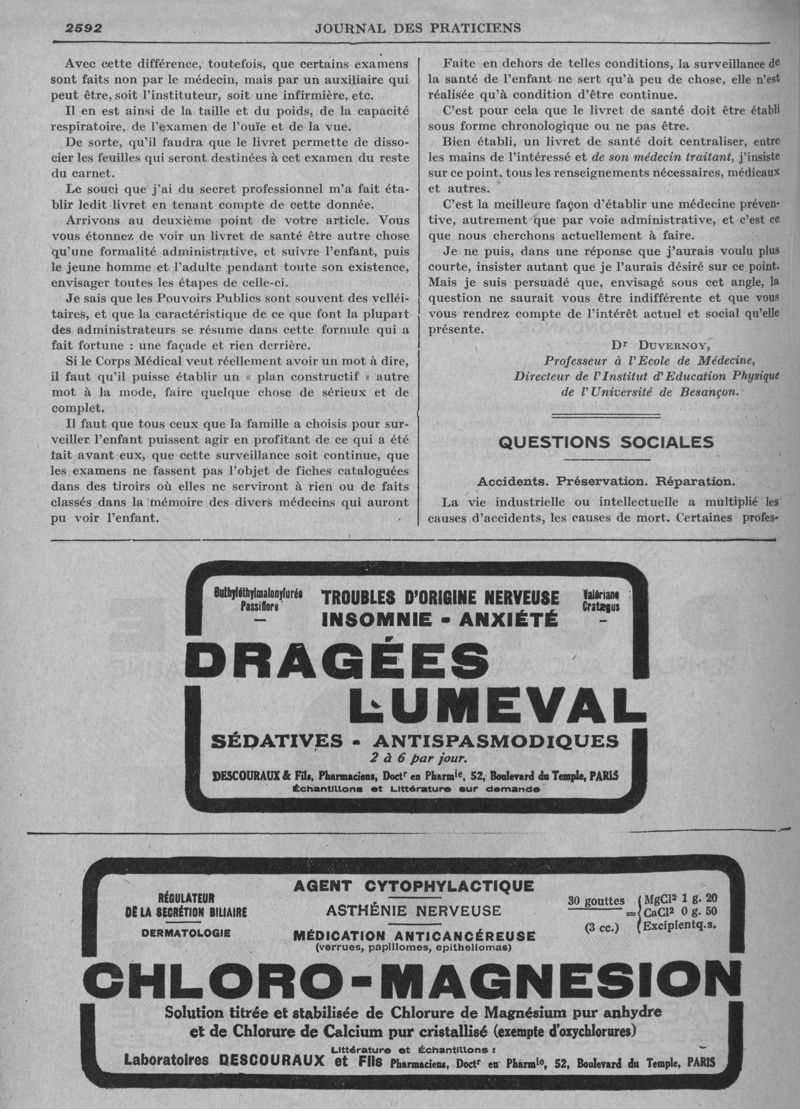 2592
JOURNAL DES PRATICIENS
Avec cette différence, toutefois, que certains examens
sont faits non par le médecin, mais par un auxiliaire qui
peut être, soit l'instituteur, soit une infirmière, etc.
Il en est ainsi de la taille et du poids, de la capacité
respiratoire, de l'examen de l'ouïe et de la vue.
De sorte, qu'il faudra que le livret permette de disso-
cier les feuilles qui seront destinées à cet examen du reste
du carnet.
Le souci que j'ai du secret professionnel m'a fait éta-
blir ledit livret en tenant compte de cette donnée.
Arrivons au deuxième point de votre article. Vous
vous étonnez de voir un livret de santé être autre chose
qu'une formalité administrative, et suivre l'enfant, puis
le jeune homme et l'adulte pendant toute son existence,
envisager toutes les étapes de celle-ci.
Je sais que les Pouvoirs Publics sont souvent des velléi-
taires, et que la caractéristique de ce que font la plupart
des administrateurs se résume dans cette formule qui a
fait fortune : une façade et rien derrière.
Si le Corps Médical veut réellement avoir un mot à dire,
il faut qu'il puisse établir un « plan constructif » autre
mot à la mode, faire quelque chose de sérieux et de
complet.
Il faut que tous ceux que la famille a choisis pour sur-
veiller l'enfant puissent agir en profitant de ce qui a été
fait avant eux, que cette surveillance soit continue, que
les examens ne fassent pas l'objet de fiches cataloguées
dans des tiroirs où elles ne serviront à rien ou de faits
classés dans la mémoire des divers médecins qui auront
pu voir l'enfant.
Faite en dehors de telles conditions, la surveillance de
la santé de l'enfant ne sert qu'à peu de chose, elle n'est
réalisée qu'à condition d'être continue.
C'est pour cela que le livret de santé doit être établi
sous forme chronologique ou ne pas être.
Bien établi, un livret de santé doit centraliser, entre
les mains de l'intéressé et de son médecin traitant, j'insiste
sur ce point, tous les renseignements nécessaires, médicaux
et autres.
C'est la meilleure façon d'établir une médecine préven-
tive, autrement que par voie administrative, et c'est ce
que nous cherchons actuellement à faire.
Je ne puis, dans une réponse que j'aurais voulu plus
courte, insister autant que je l'aurais désiré sur ce point.
Mais je suis persuadé que, envisagé sous cet angle, la
question ne saurait vous être indifférente et que vous
vous rendrez compte de l'intérêt actuel et social qu'elle
présente.
Dr DUVERNOY,
Professeur à l'Ecole de Médecine,
Directeur de l'Institut d'Education Physique
de l'Université de Besançon.
QUESTIONS SOCIALES
Accidents. Préservation. Réparation.
La vie industrielle ou intellectuelle a multiplié les
causes d'accidents, les causes de mort. Certaines profes-
Buthyléthylmalonylurée
Passiflore
TROUBLES D'ORIGINE NERVEUSE
INSOMNIE - ANXIÉTÉ
Valériane
Cratægus
DRAGÉES
LUMEVAL
SÉDATIVES - ANTISPASMODIQUES
2 à 6 par jour.
DESCOURAUX & Fils, Pharmaciens, Doctr en Pharmie, 52, Boulevard du Temple, PARIS
Échantillons et Littérature sur demande
RÉGULATEUR
DE LA SECRÉTION BILIAIRE
DERMATOLOGIE
AGENT CYTOPHYLACTIQUE
ASTHÉNIE NERVEUSE
MÉDICATION ANTICANCÉREUSE
(verrues, papillomes, epitheliomas)
30 gouttes
(3 cc.)
=
MgCl² 1 g. 20
CaCl² 0 g. 50
Excipient q.s.
CHLORO-MAGNESION
Solution titrée et stabilisée de Chlorure de Magnésium pur anhydre
et de Chlorure de Calcium pur cristallisé (exempte d'oxychlorures)
Littérature et Échantillons :
Laboratoires DESCOURAUX et Fils Pharmaciens, Doctr en Pharmie, 52, Boulevard du Temple, PARIS